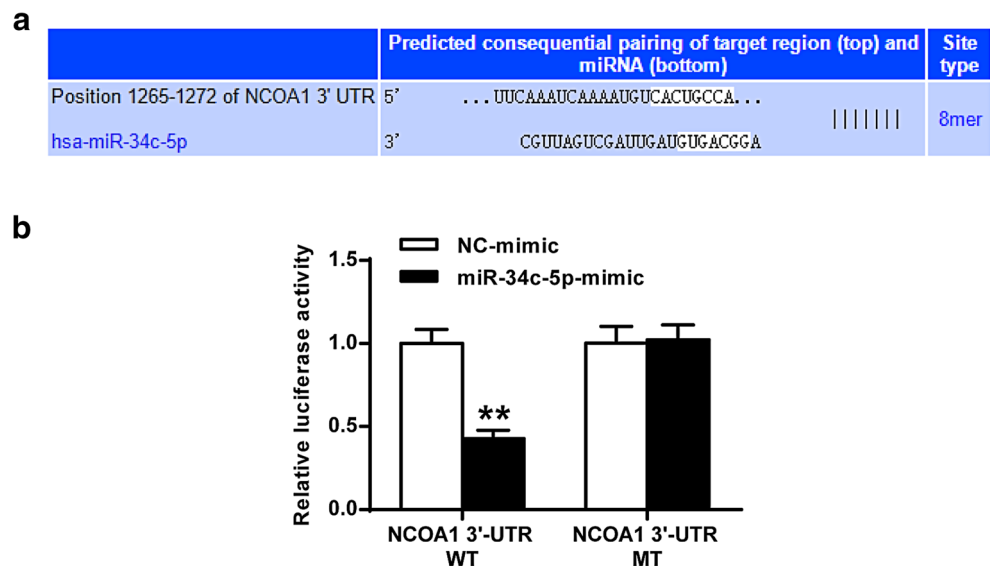 a
Predicted consequential pairing of target region (top) and
miRNA (bottom)
Site
type
Position 1265-1272 of NCOA1 3' UTR 5' ...UUCAAAUCAAAAUGUCACUGCCA...
|||||||
8mer
hsa-miR-34c-5p 3' CGUUAGUCGAUUGAUGUGACGGA
b
NC-mimic
miR-34c-5p-mimic
Relative luciferase activity
1.5
1.0
0.5
0.0
**
NCOA1 3'-UTR
WT
NCOA1 3'-UTR
MT